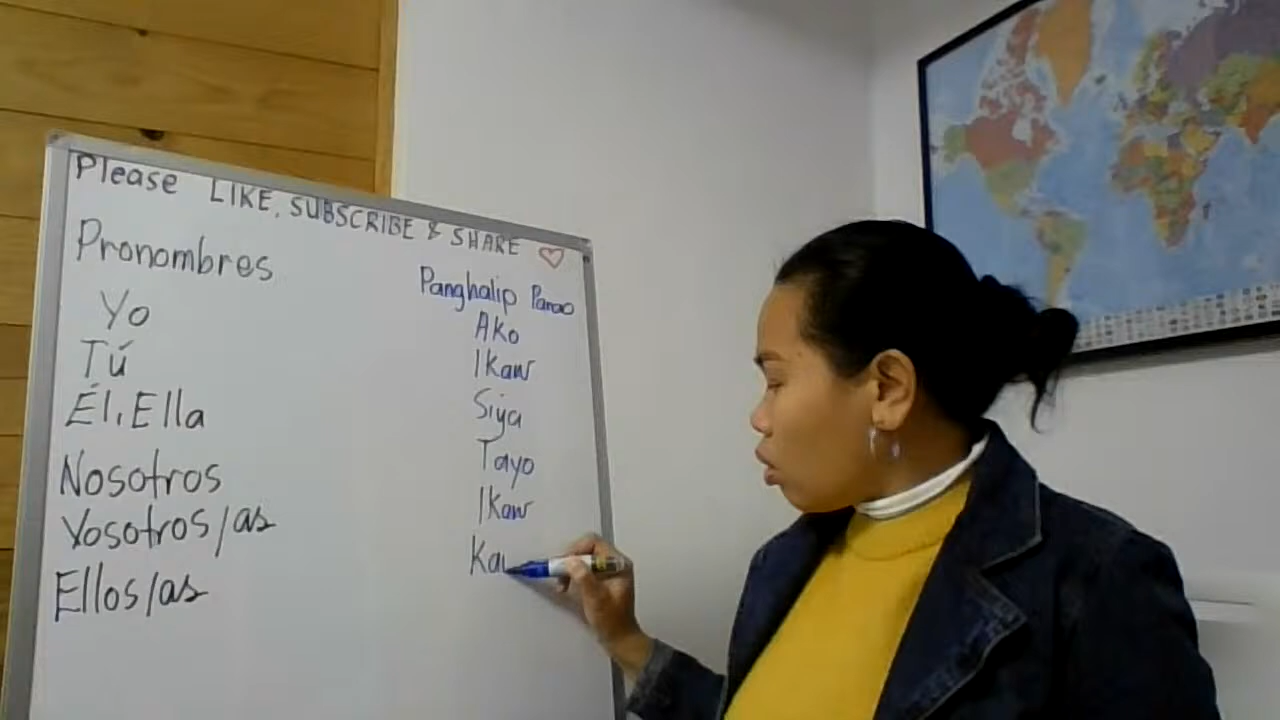 Please LIKE, SUBSCRIBE & SHARE ♡
Pronombres Panghalip Panao
Yo Ako
Tú Ikaw
Él, Ella Siya
Nosotros Tayo
Vosotros/as Ikaw
Ellos/as Kau